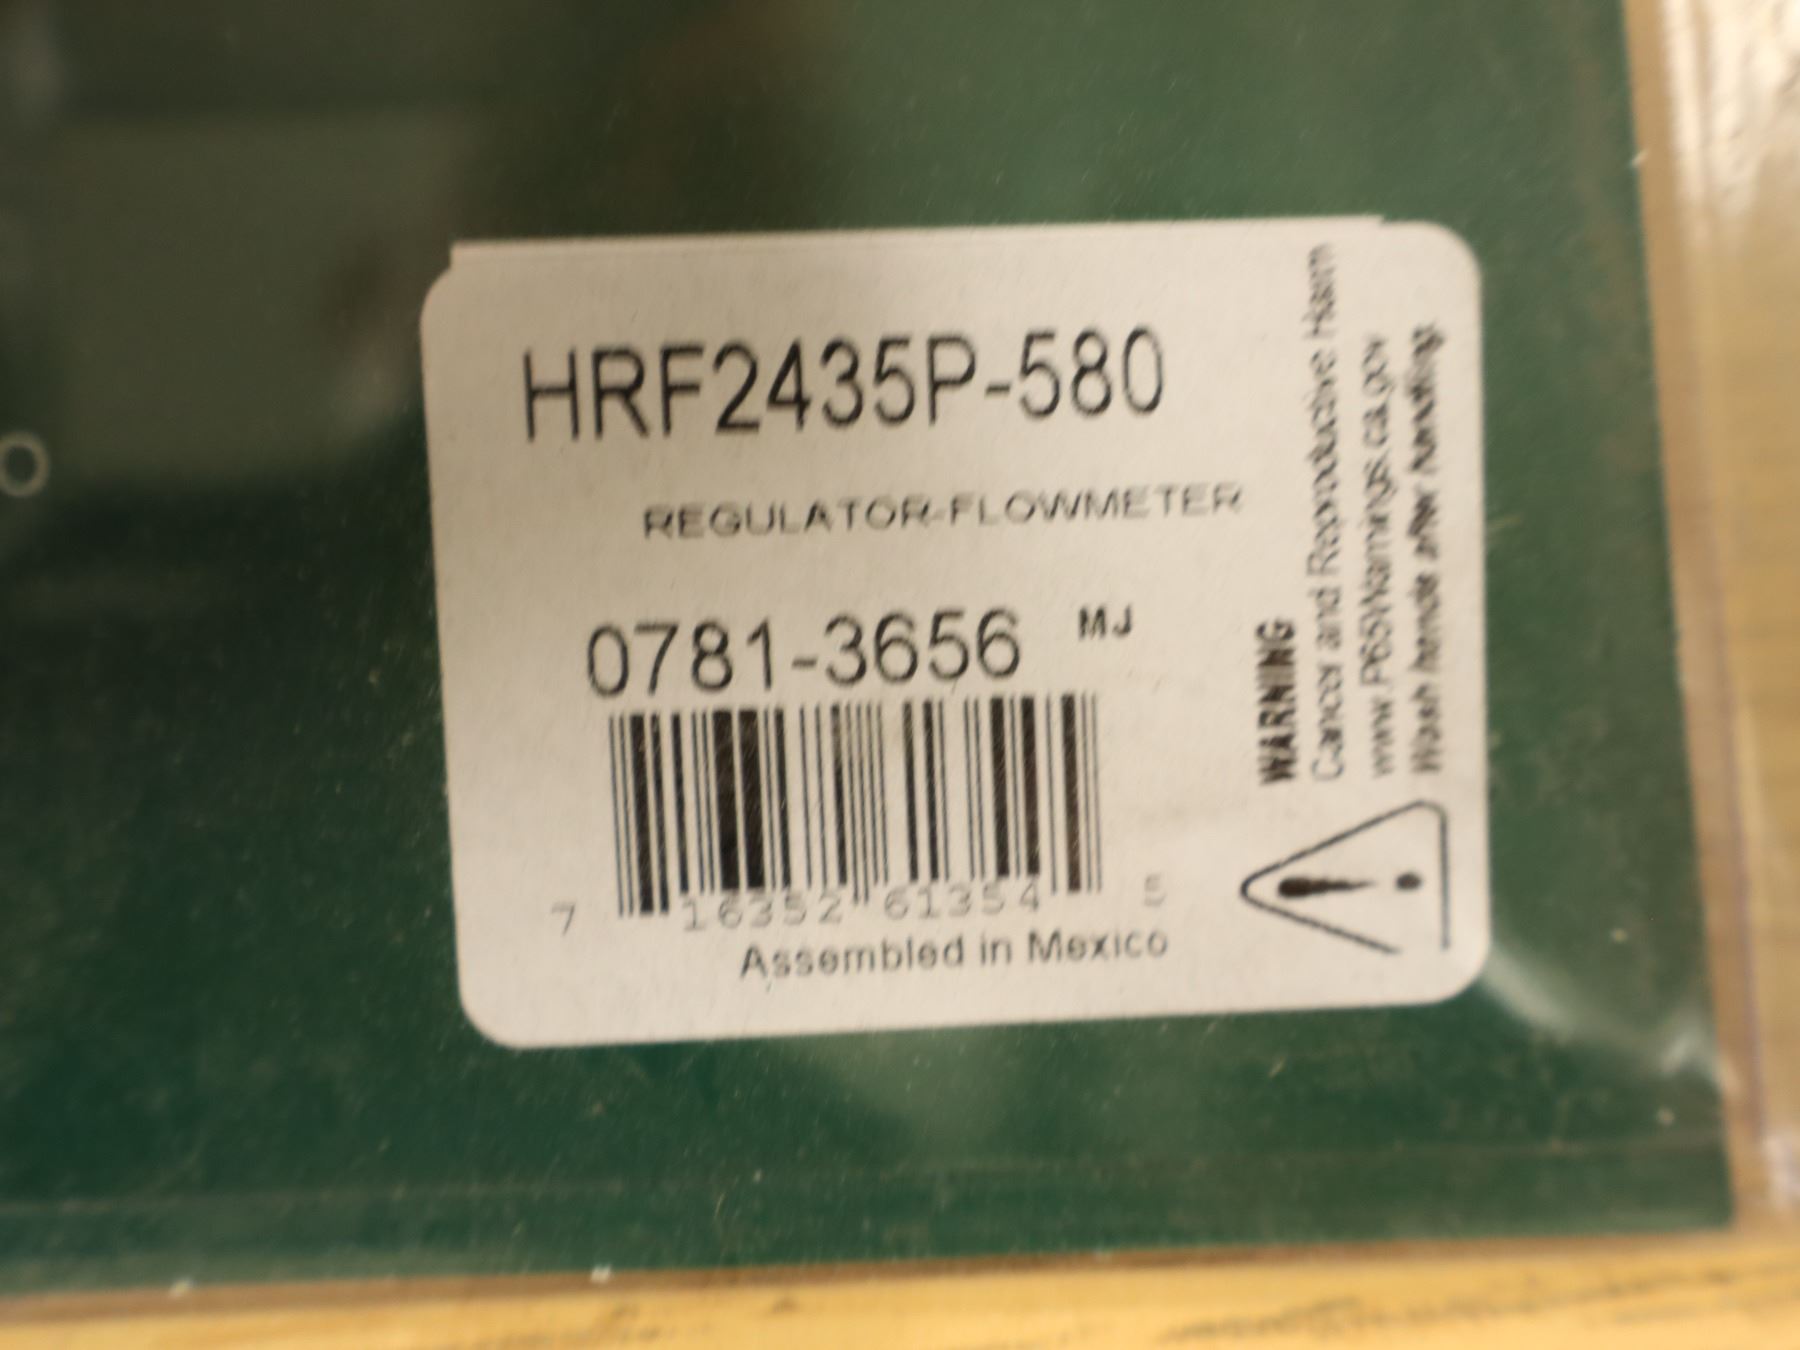 HRF2435P-580
REGULATOR-FLOWMETER
0781-3656 MJ
7 16352 61354 5
Assembled in Mexico
WARNING
Cancer and Reproductive Harm
www.P65Warnings.ca.gov
Wash hands after handling.